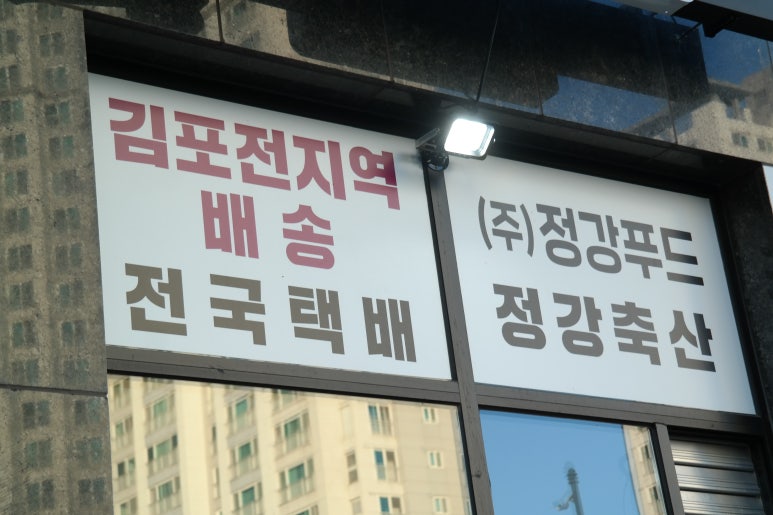 김포전지역
배송
전국택배
(주)정강푸드
정강축산